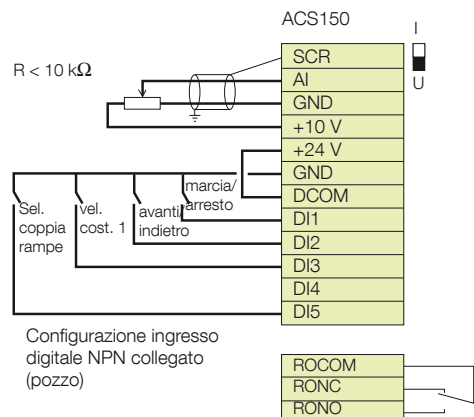 ACS150
I
U
R < 10 kΩ
SCR
AI
GND
+10 V
+24 V
GND
DCOM
DI1
DI2
DI3
DI4
DI5
Sel.
coppia
rampe
vel.
cost. 1
avanti/
indietro
marcia/
arresto
Configurazione ingresso
digitale NPN collegato
(pozzo)
ROCOM
RONC
RONO